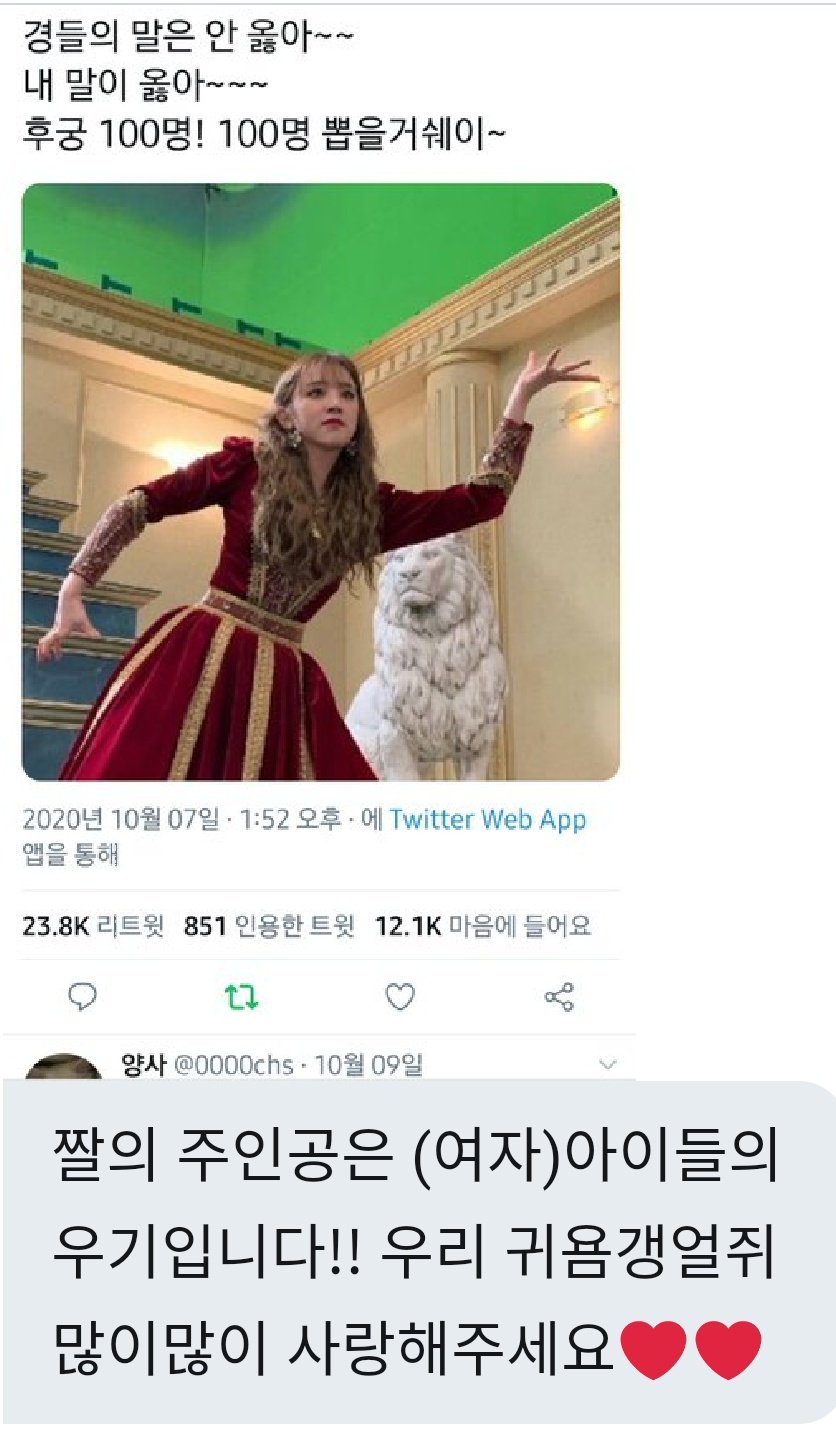 경들의 말은 안 옳아~~
내 말이 옳아~~~
후궁 100명! 100명 뽑을거쉐이~
2020년 10월 07일 · 1:52 오후 · 에 Twitter Web App
앱을 통해
23.8K 리트윗 851 인용한 트윗 12.1K 마음에 들어요
양사 @0000chs · 10월 09일
짤의 주인공은 (여자)아이들의
우기입니다!! 우리 귀욤갱얼쥐
많이많이 사랑해주세요❤❤